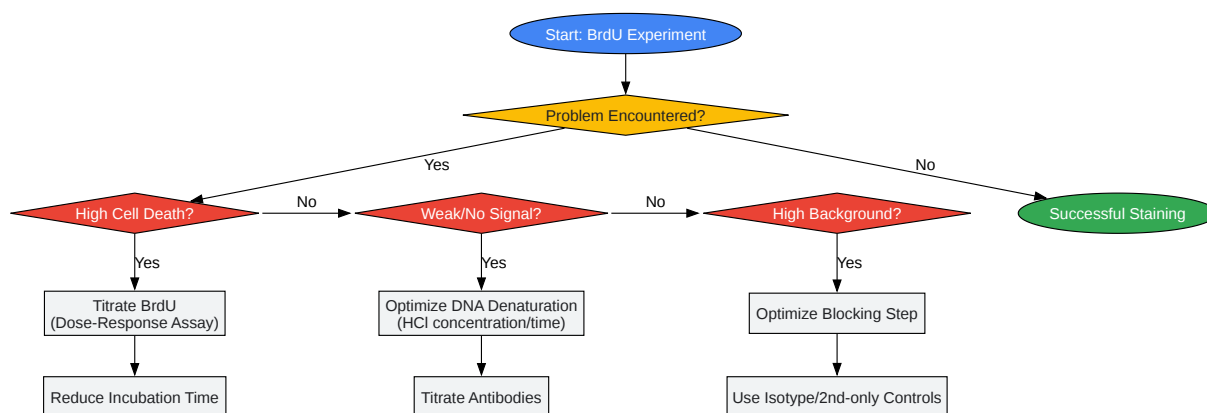 Start: BrdU Experiment
Problem Encountered?
Yes
No
High Cell Death?
No
Weak/No Signal?
No
High Background?
Successful Staining
Yes
Yes
Yes
Titrate BrdU
(Dose-Response Assay)
Optimize DNA Denaturation
(HCl concentration/time)
Optimize Blocking Step
Reduce Incubation Time
Titrate Antibodies
Use Isotype/2nd-only Controls